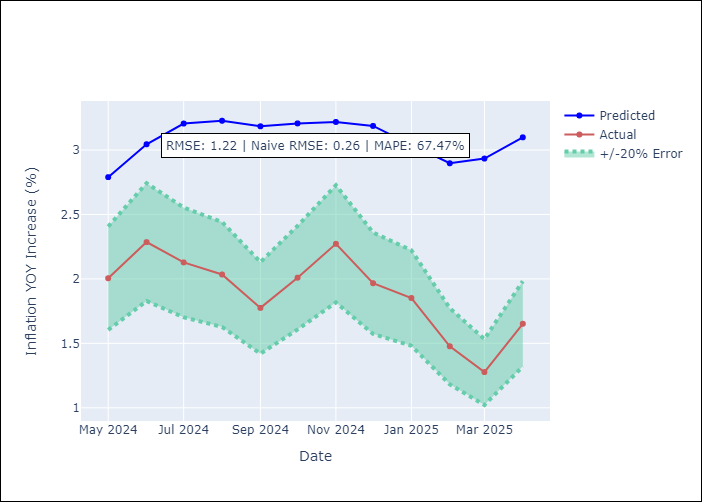 Predicted
Actual
+/-20% Error
RMSE: 1.22 | Naive RMSE: 0.26 | MAPE: 67.47%
Inflation YOY Increase (%)
3
2.5
2
1.5
1
May 2024 Jul 2024 Sep 2024 Nov 2024 Jan 2025 Mar 2025
Date